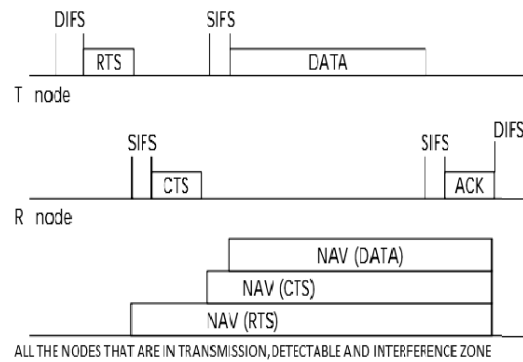 DIFS
SIFS
RTS
DATA
T node
DIFS
SIFS
SIFS
CTS
ACK
R node
NAV (DATA)
NAV (CTS)
NAV (RTS)
ALL THE NODES THAT ARE IN TRANSMISSION, DETECTABLE AND INTERFERENCE ZONE